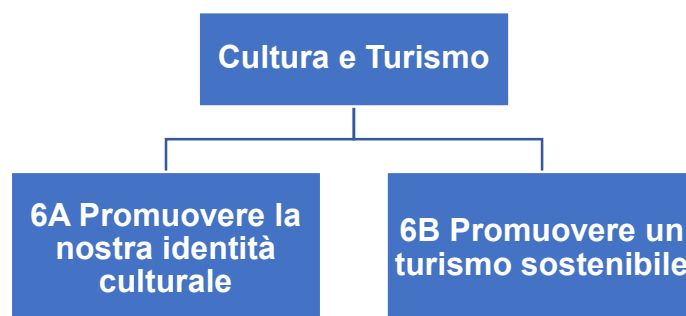 Cultura e Turismo
6A Promuovere la
nostra identità
culturale
6B Promuovere un
turismo sostenibile